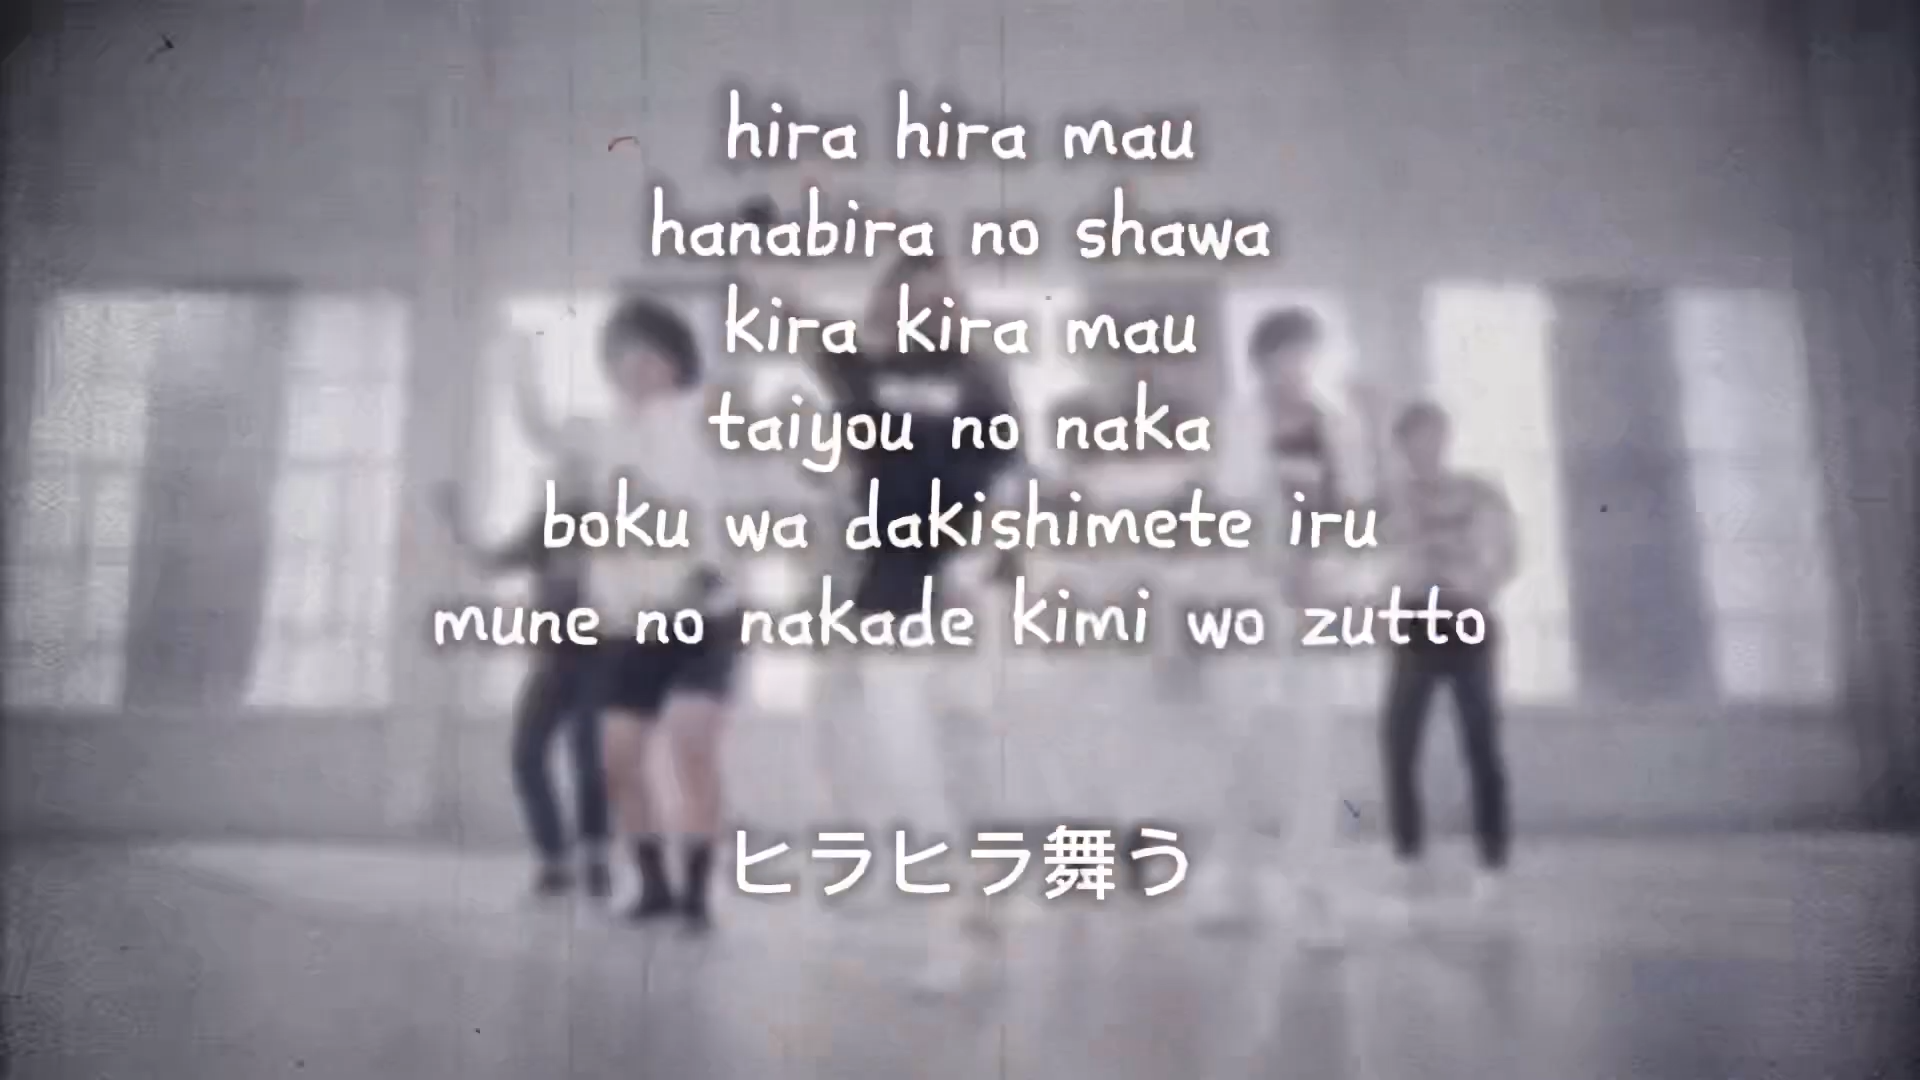 hira hira mau
hanabira no shawa
kira kira mau
taiyou no naka
boku wa dakishimete iru
mune no nakade kimi wo zutto
ヒラヒラ舞う